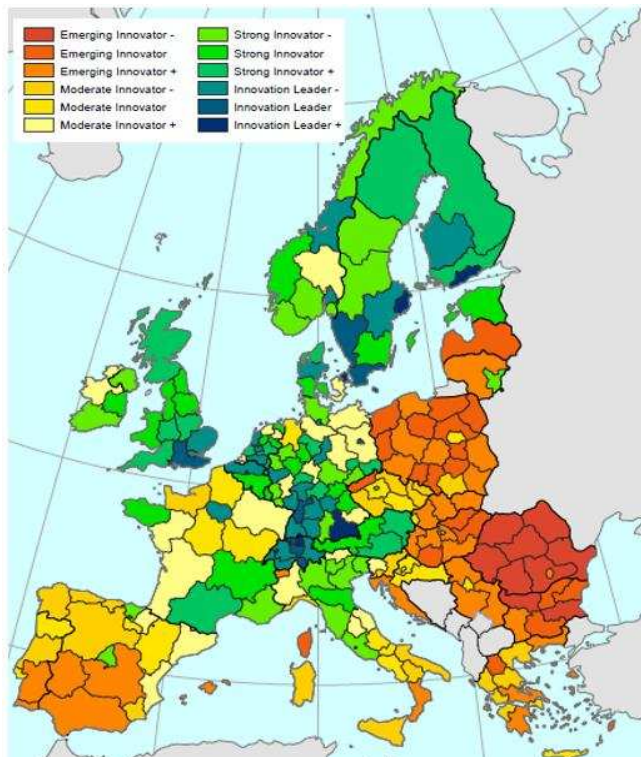 Emerging Innovator -
Emerging Innovator
Emerging Innovator +
Moderate Innovator -
Moderate Innovator
Moderate Innovator +
Strong Innovator -
Strong Innovator
Strong Innovator +
Innovation Leader -
Innovation Leader
Innovation Leader +